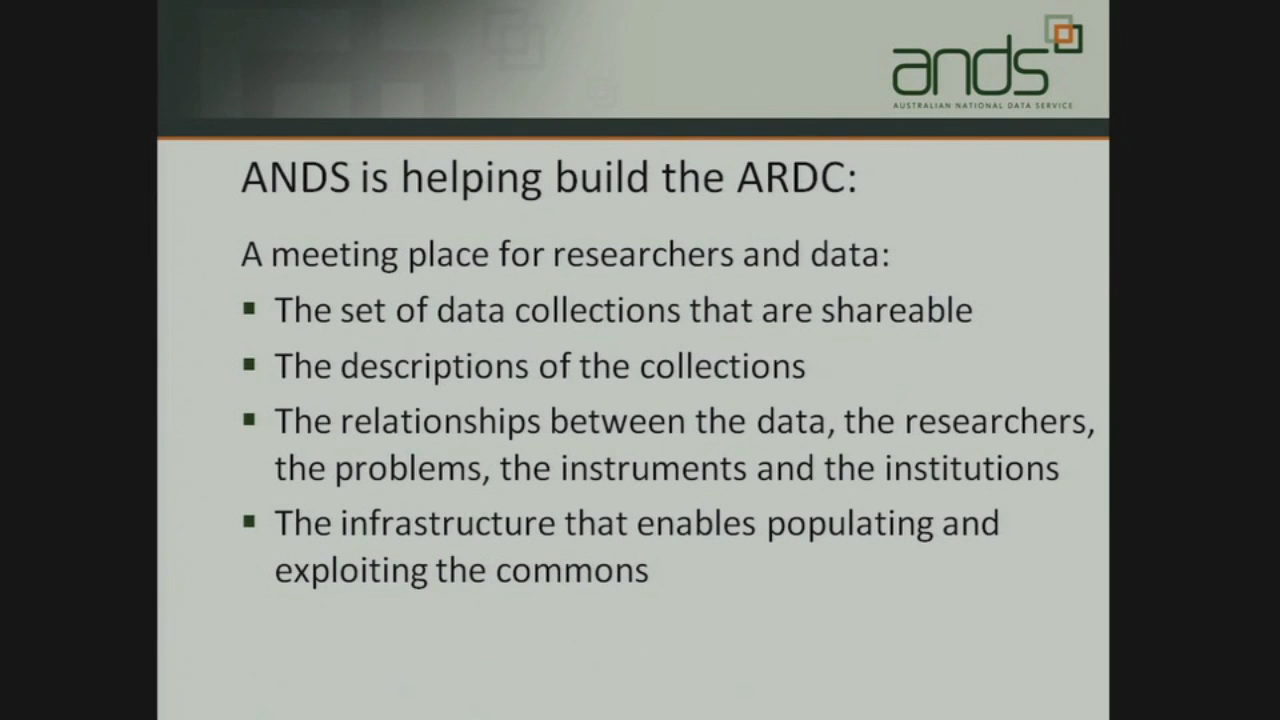 ands
AUSTRALIAN NATIONAL DATA SERVICE
ANDS is helping build the ARDC:
A meeting place for researchers and data:
▪ The set of data collections that are shareable
▪ The descriptions of the collections
▪ The relationships between the data, the researchers,
the problems, the instruments and the institutions
▪ The infrastructure that enables populating and
exploiting the commons